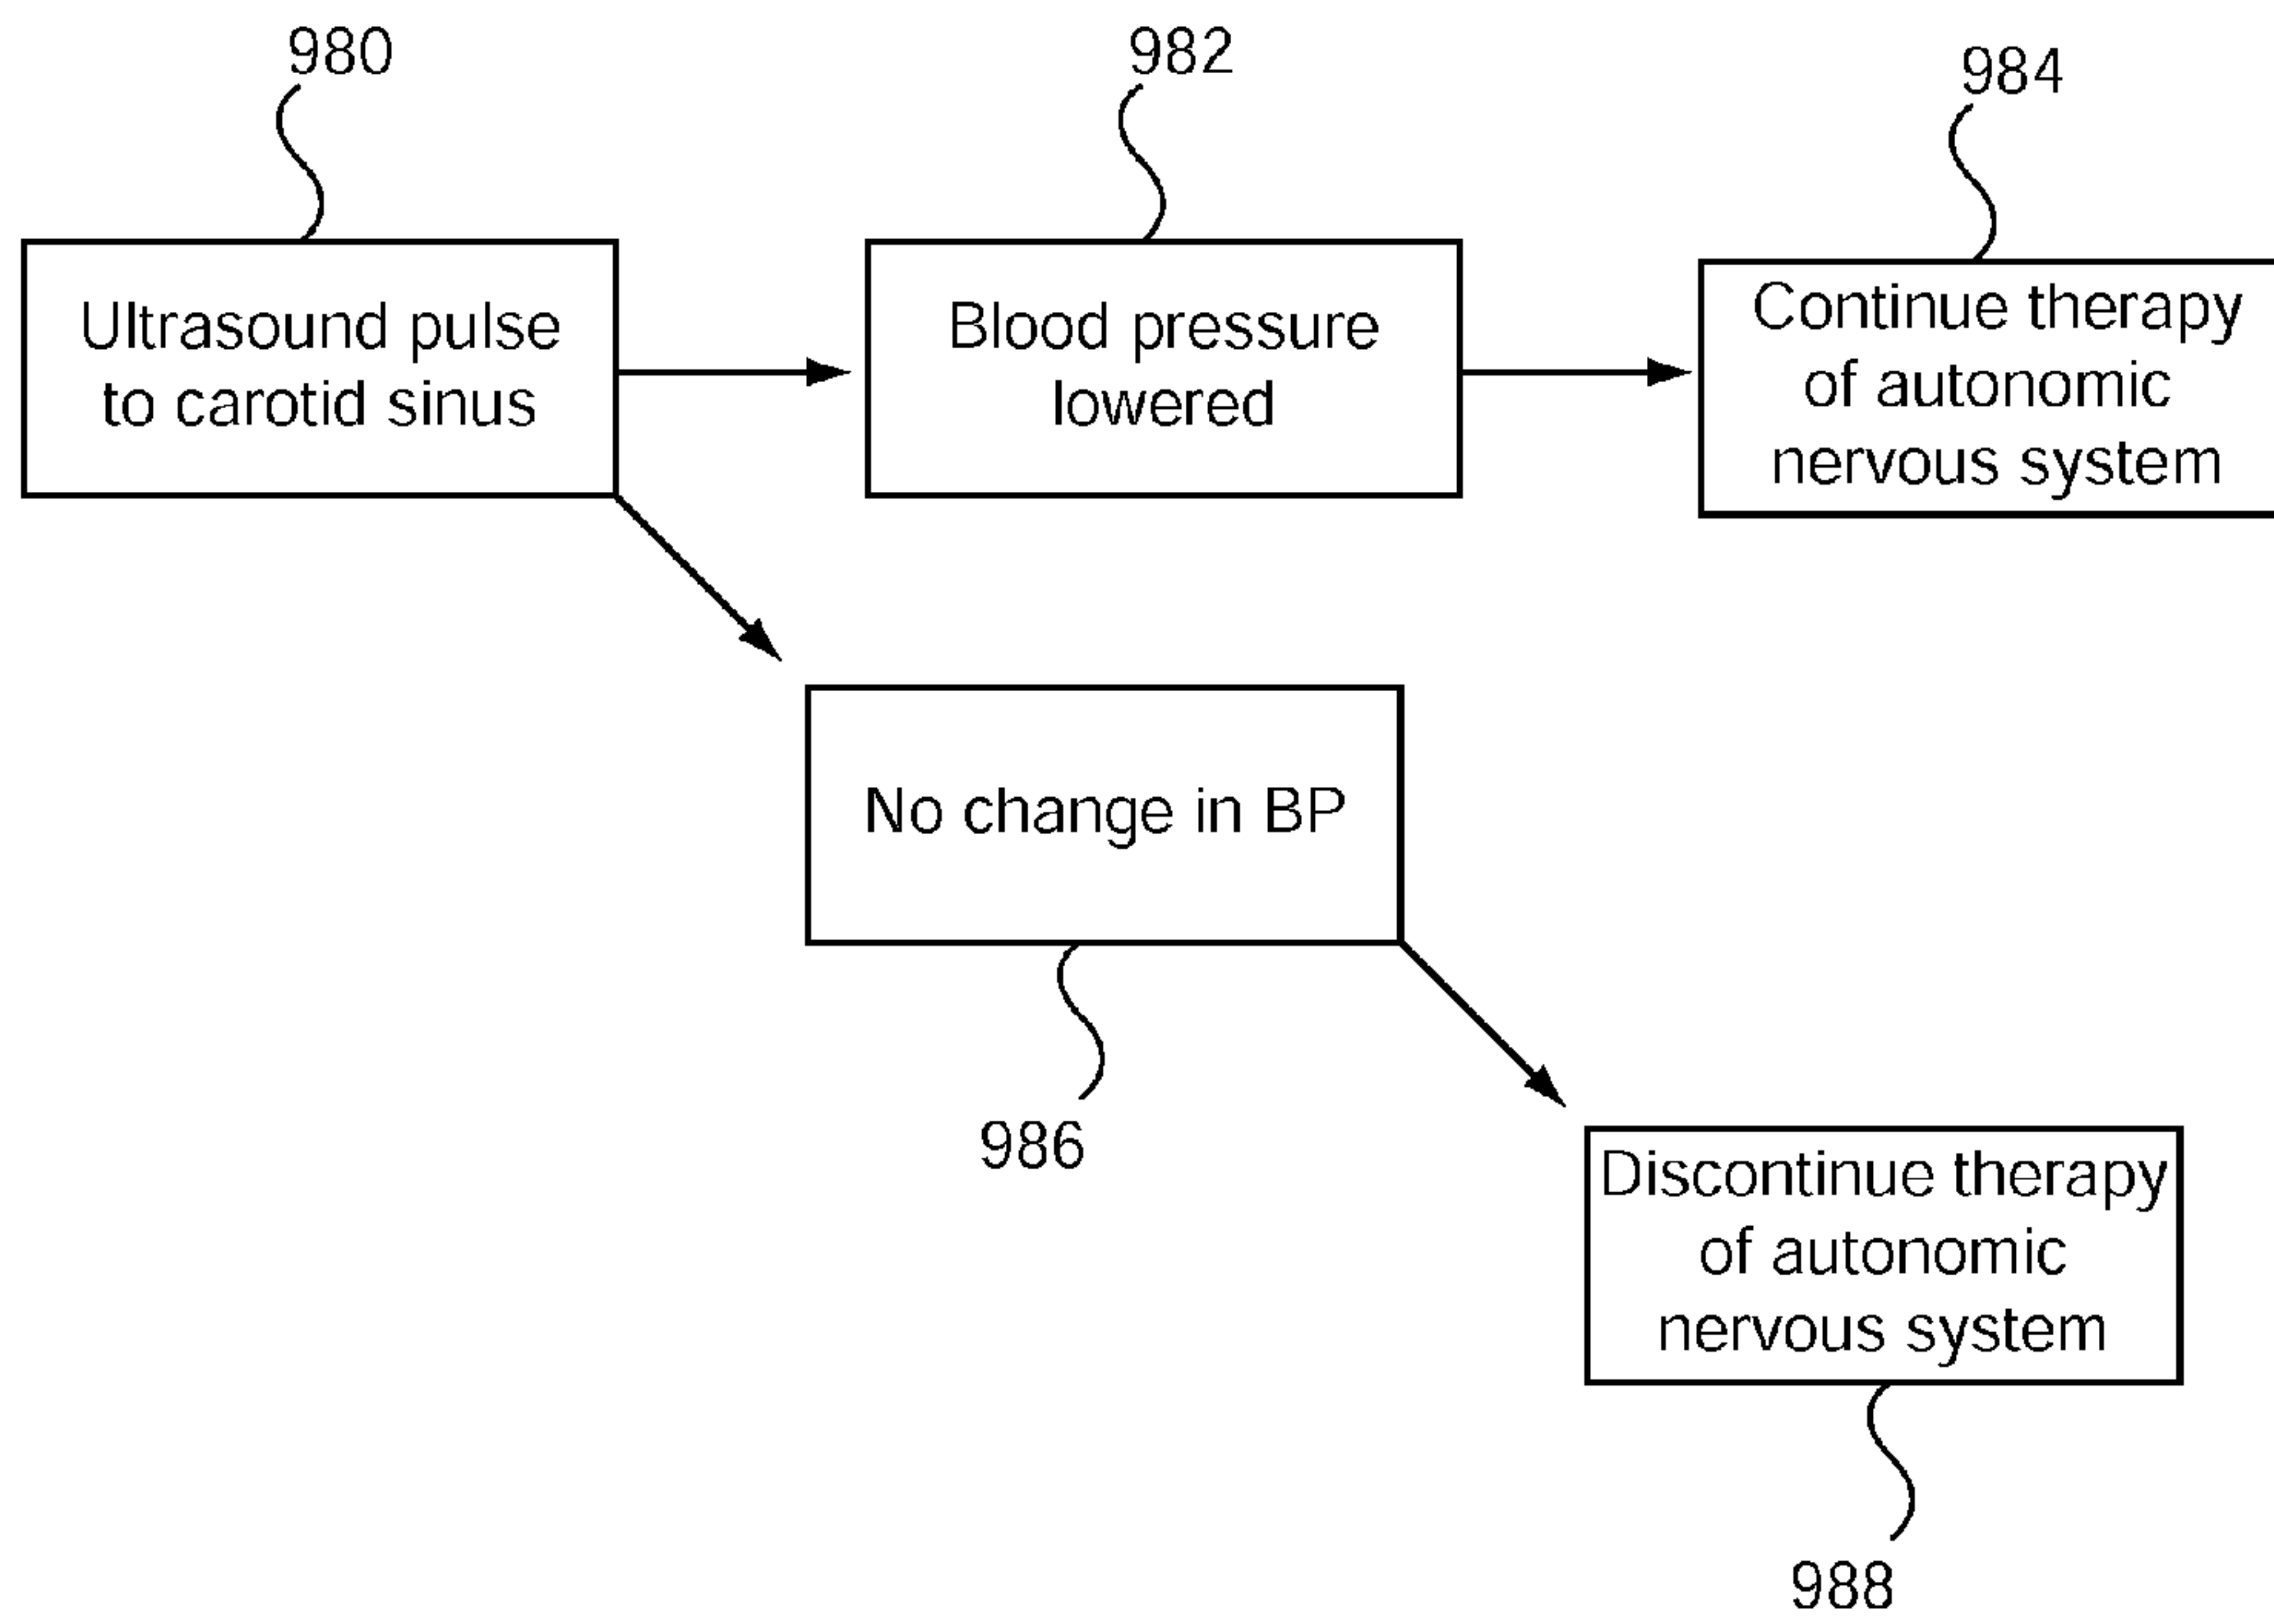 980
982
984
Ultrasound pulse
to carotid sinus
Blood pressure
lowered
Continue therapy
of autonomic
nervous system
No change in BP
986
Discontinue therapy
of autonomic
nervous system
988